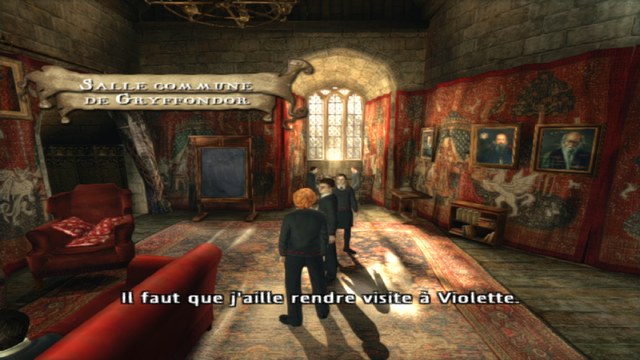 Salle commune
de Gryffondor
Il faut que j'aille rendre visite à Violette.